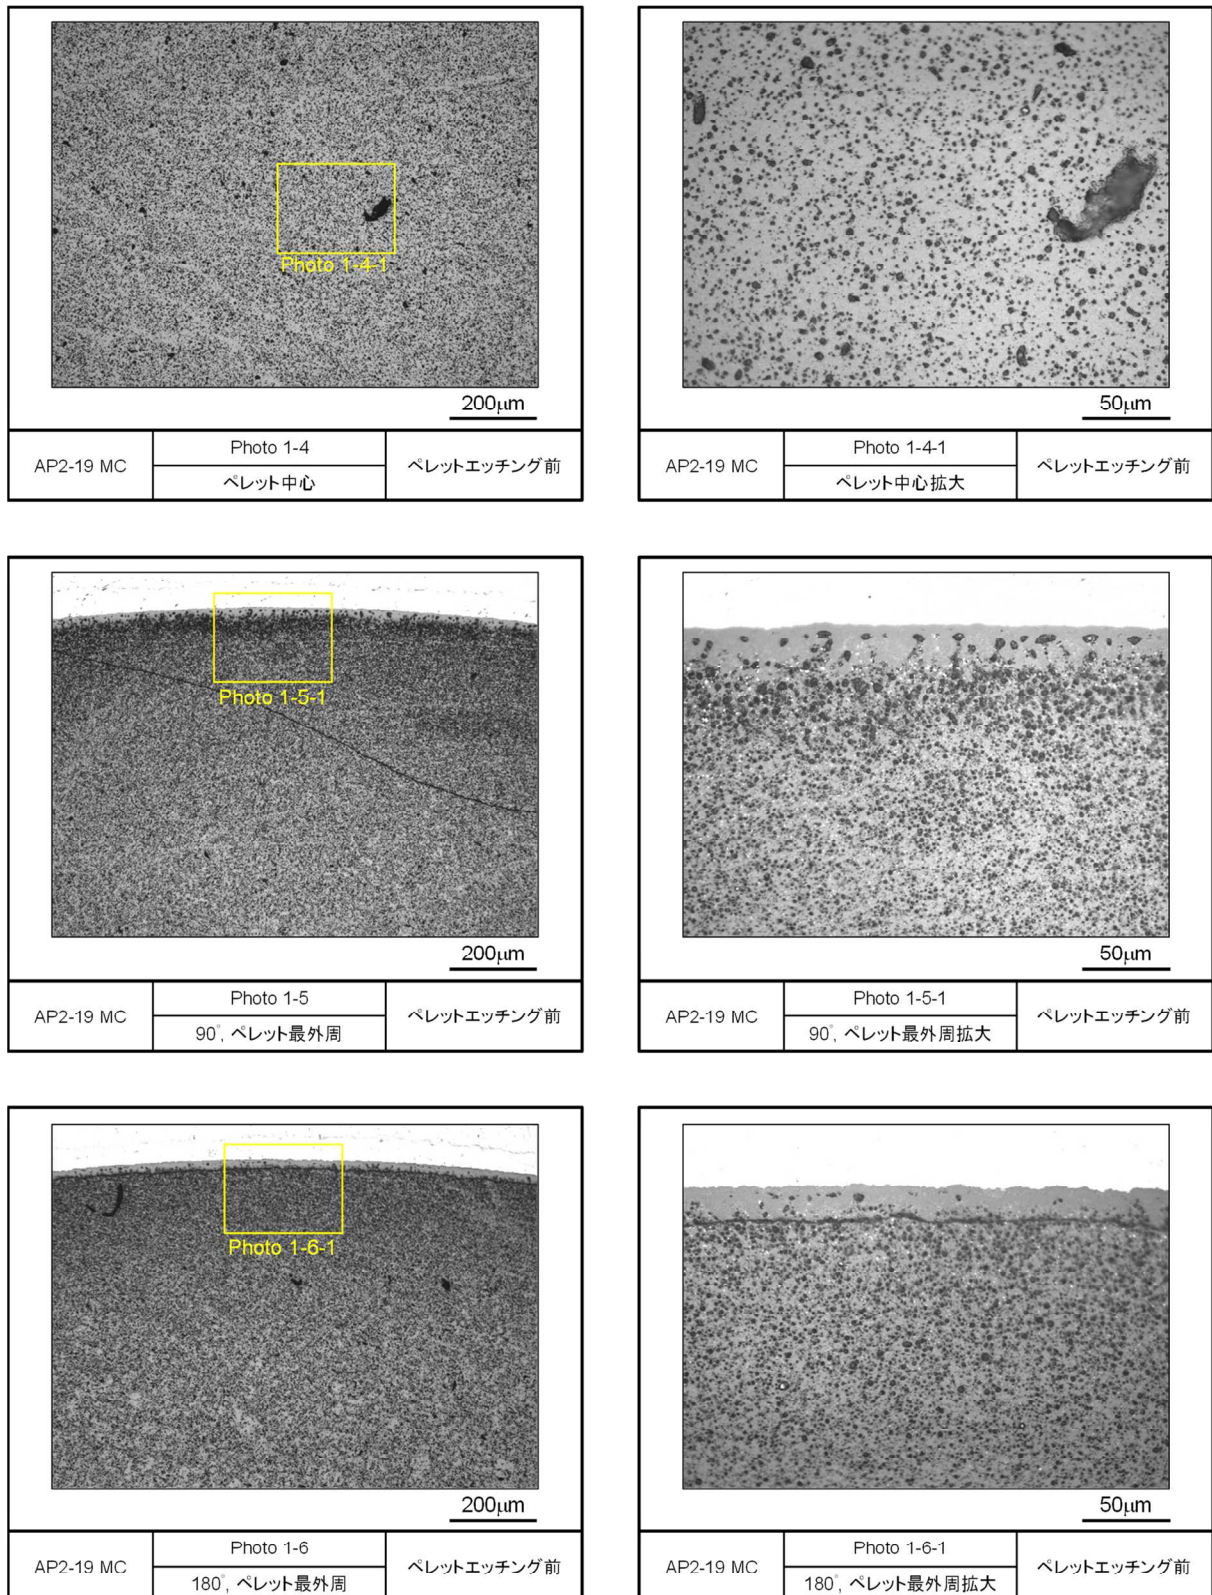 Photo 1-4-1
200μm
AP2-19 MC
Photo 1-4
ペレット中心
ペレットエッチング前
50μm
AP2-19 MC
Photo 1-4-1
ペレット中心拡大
ペレットエッチング前
Photo 1-5-1
200μm
AP2-19 MC
Photo 1-5
90°, ペレット最外周
ペレットエッチング前
50μm
AP2-19 MC
Photo 1-5-1
90°, ペレット最外周拡大
ペレットエッチング前
Photo 1-6-1
200μm
AP2-19 MC
Photo 1-6
180°, ペレット最外周
ペレットエッチング前
50μm
AP2-19 MC
Photo 1-6-1
180°, ペレット最外周拡大
ペレットエッチング前